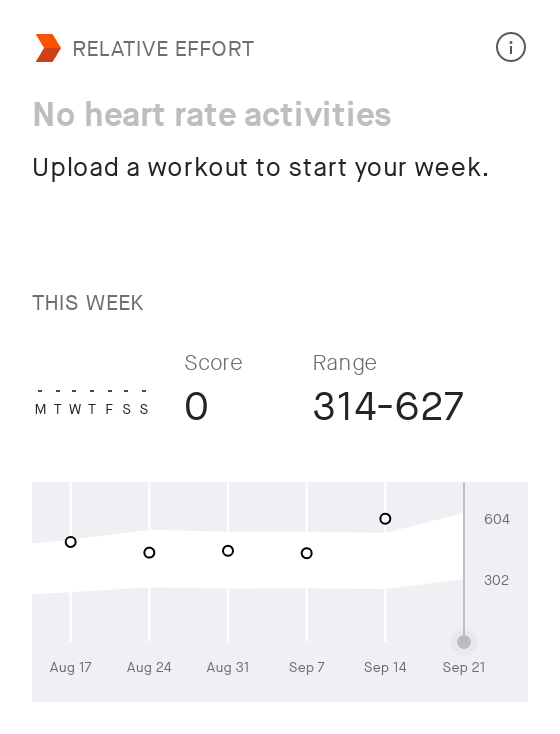 RELATIVE EFFORT
No heart rate activities
Upload a workout to start your week.
THIS WEEK
Score Range
- - - - - - -
M T W T F S S 0 314-627
604
302
Aug 17 Aug 24 Aug 31 Sep 7 Sep 14 Sep 21